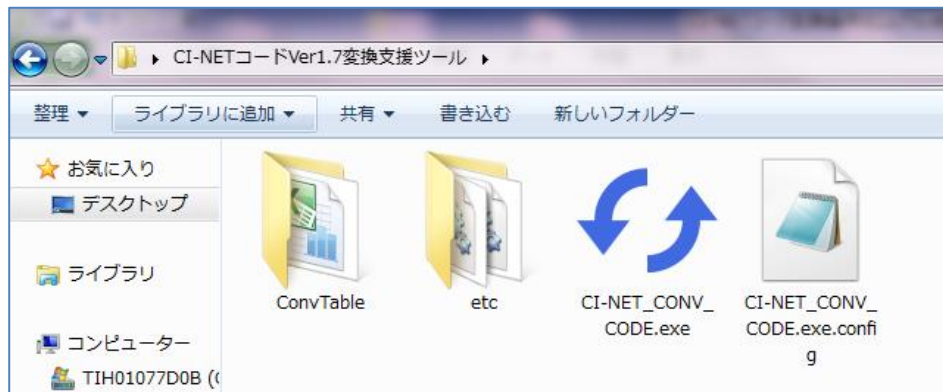 CI-NETコードVer1.7変換支援ツール
整理 ライブラリに追加 共有 書き込む 新しいフォルダー
お気に入り
デスクトップ
ライブラリ
コンピューター
TIH01077D0B (
ConvTable
etc
CI-NET_CONV_
CODE.exe
CI-NET_CONV_
CODE.exe.confi
g